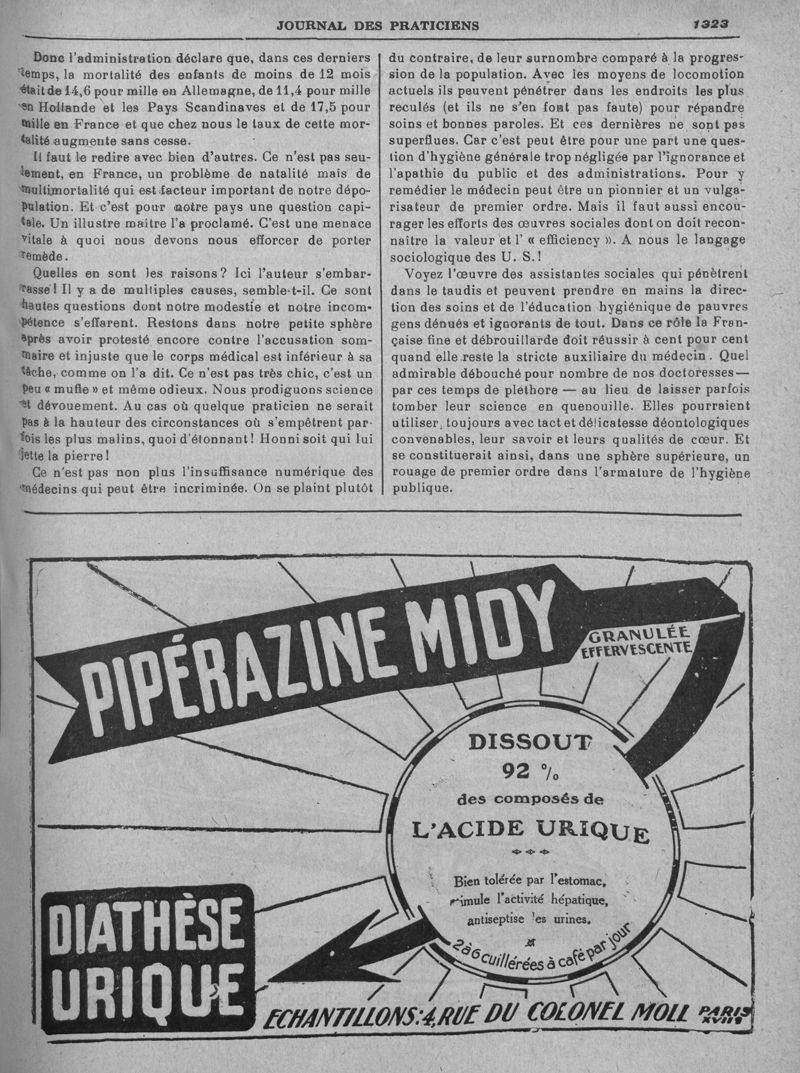 JOURNAL DES PRATICIENS
1323
Donc l'administration déclare que, dans ces derniers
temps, la mortalité des enfants de moins de 12 mois
était de 14,6 pour mille en Allemagne, de 11,4 pour mille
en Hollande et les Pays Scandinaves et de 17,5 pour
mille en France et que chez nous le taux de cette mor-
talité augmente sans cesse.
Il faut le redire avec bien d'autres. Ce n'est pas seu-
lement, en France, un problème de natalité mais de
multimortalité qui est facteur important de notre dépo-
pulation. Et c'est pour notre pays une question capi-
tale. Un illustre maître l'a proclamé. C'est une menace
vitale à quoi nous devons nous efforcer de porter
remède.
Quelles en sont les raisons? Ici l'auteur s'embar-
rasse! Il y a de multiples causes, semble-t-il. Ce sont
hautes questions dont notre modestie et notre incom-
pétence s'effarent. Restons dans notre petite sphère
après avoir protesté encore contre l'accusation som-
maire et injuste que le corps médical est inférieur à sa
tâche, comme on l'a dit. Ce n'est pas très chic, c'est un
peu « mufle » et même odieux. Nous prodiguons science
et dévouement. Au cas où quelque praticien ne serait
pas à la hauteur des circonstances où s'empêtrent par-
fois les plus malins, quoi d'étonnant! Honni soit qui lui
jette la pierre!
Ce n'est pas non plus l'insuffisance numérique des
médecins qui peut être incriminée. On se plaint plutôt
du contraire, de leur surnombre comparé à la progres-
sion de la population. Avec les moyens de locomotion
actuels ils peuvent pénétrer dans les endroits les plus
reculés (et ils ne s'en font pas faute) pour répandre
soins et bonnes paroles. Et ces dernières ne sont pas
superflues. Car c'est peut être pour une part une ques-
tion d'hygiène générale trop négligée par l'ignorance et
l'apathie du public et des administrations. Pour y
remédier le médecin peut être un pionnier et un vulga-
risateur de premier ordre. Mais il faut aussi encou-
rager les efforts des œuvres sociales dont on doit recon-
naître la valeur et l' « efficiency ». A nous le langage
sociologique des U. S.!
Voyez l'œuvre des assistantes sociales qui pénètrent
dans le taudis et peuvent prendre en mains la direc-
tion des soins et de l'éducation hygiénique de pauvres
gens dénués et ignorants de tout. Dans ce rôle la Fran-
çaise fine et débrouillarde doit réussir à cent pour cent
quand elle reste la stricte auxiliaire du médecin. Quel
admirable débouché pour nombre de nos doctoresses —
par ces temps de pléthore — au lieu de laisser parfois
tomber leur science en quenouille. Elles pourraient
utiliser, toujours avec tact et délicatesse déontologiques
convenables, leur savoir et leurs qualités de cœur. Et
se constituerait ainsi, dans une sphère supérieure, un
rouage de premier ordre dans l'armature de l'hygiène
publique.
PIPÉRAZINE MIDY
GRANULÉE
EFFERVESCENTE
DISSOUT
92 %
des composés de
L'ACIDE URIQUE
Bien tolérée par l'estomac,
stimule l'activité hépatique,
antiseptise les urines.
2 à 6 cuillérées à café par jour
DIATHÈSE
URIQUE
ECHANTILLONS: 4, RUE DU COLONEL MOLL PARIS
XVIIe